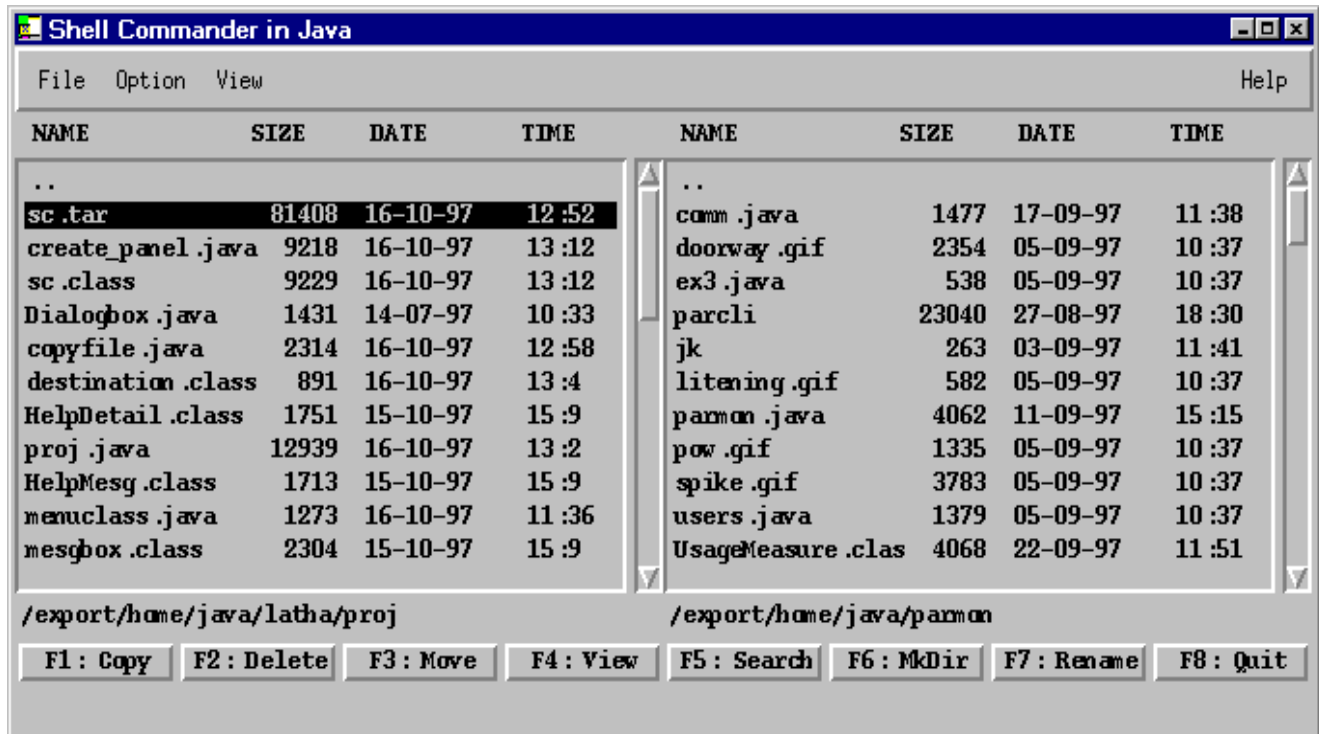 Shell Commander in Java
File Option View Help
NAME SIZE DATE TIME NAME SIZE DATE TIME
.. ..
sc.tar 81408 16-10-97 12:52 comm.java 1477 17-09-97 11:38
create_panel.java 9218 16-10-97 13:12 doorway.gif 2354 05-09-97 10:37
sc.class 9229 16-10-97 13:12 ex3.java 538 05-09-97 10:37
Dialogbox.java 1431 14-07-97 10:33 parcli 23040 27-08-97 18:30
copyfile.java 2314 16-10-97 12:58 jk 263 03-09-97 11:41
destination.class 891 16-10-97 13:4 litening.gif 582 05-09-97 10:37
HelpDetail.class 1751 15-10-97 15:9 parmon.java 4062 11-09-97 15:15
proj.java 12939 16-10-97 13:2 pow.gif 1335 05-09-97 10:37
HelpMesg.class 1713 15-10-97 15:9 spike.gif 3783 05-09-97 10:37
menuclass.java 1273 16-10-97 11:36 users.java 1379 05-09-97 10:37
mesgbox.class 2304 15-10-97 15:9 UsageMeasure.clas 4068 22-09-97 11:51
/export/home/java/latha/proj /export/home/java/parmon
F1: Copy F2: Delete F3: Move F4: View F5: Search F6: MkDir F7: Rename F8: Quit